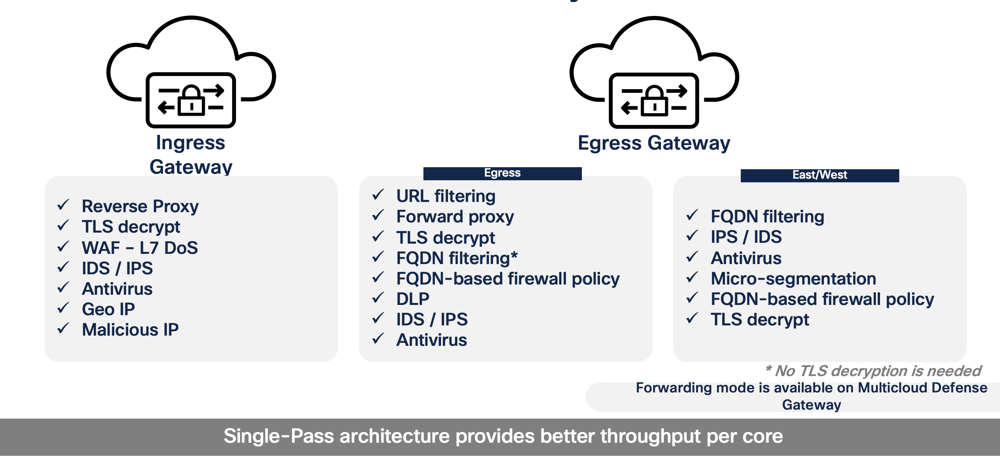 Ingress
Gateway
Reverse Proxy
TLS decrypt
WAF – L7 DoS
IDS / IPS
Antivirus
Geo IP
Malicious IP
Egress Gateway
Egress
URL filtering
Forward proxy
TLS decrypt
FQDN filtering*
FQDN-based firewall policy
DLP
IDS / IPS
Antivirus
East/West
FQDN filtering
IPS / IDS
Antivirus
Micro-segmentation
FQDN-based firewall policy
TLS decrypt
* No TLS decryption is needed
Forwarding mode is available on Multicloud Defense
Gateway
Single-Pass architecture provides better throughput per core